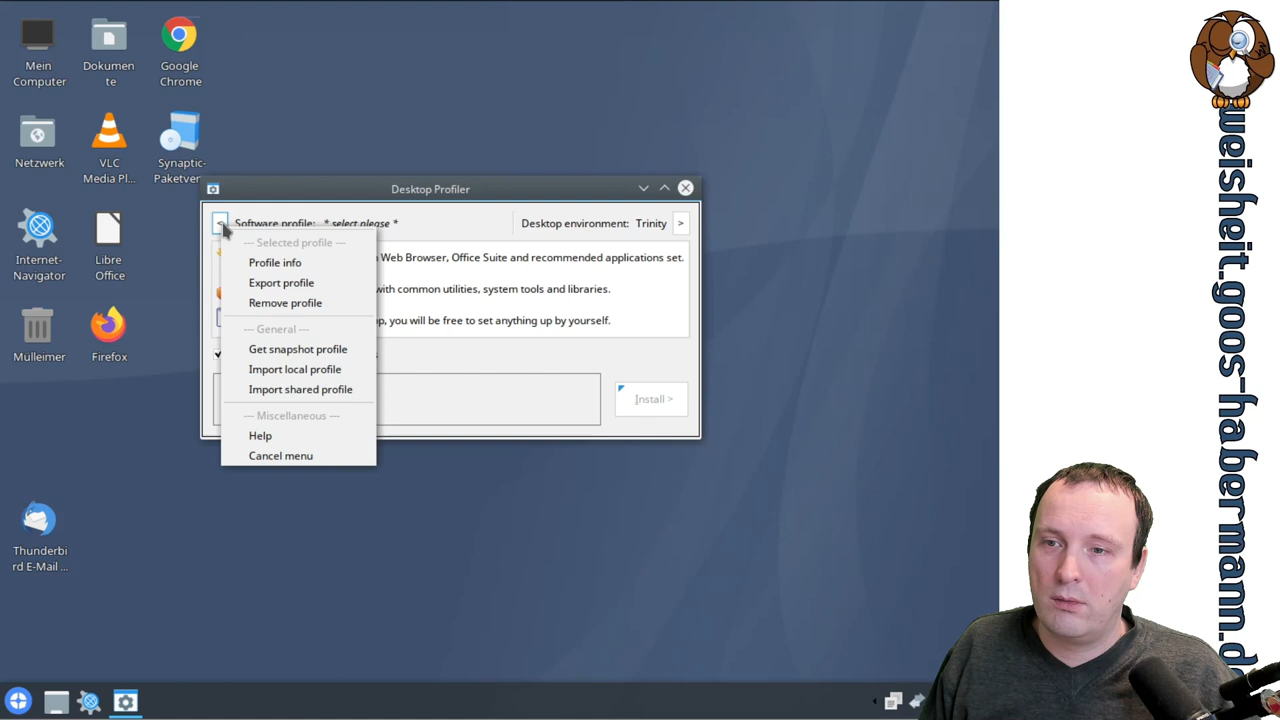 Mein
Computer
Dokumen
te
Google
Chrome
Netzwerk
VLC
Media Pl...
Synaptic-
Paketverv
Internet-
Navigator
Libre
Office
Mulleimer
Firefox
Thunderbi
rd E-Mail ...
Desktop Profiler
Software profile: * select please *
Desktop environment: Trinity >
Web Browser, Office Suite and recommended applications set.
with common utilities, system tools and libraries.
you will be free to set anything up by yourself.
Install >
--- Selected profile ---
Profile info
Export profile
Remove profile
--- General ---
Get snapshot profile
Import local profile
Import shared profile
--- Miscellaneous ---
Help
Cancel menu
weisheit.goos-habermann.de